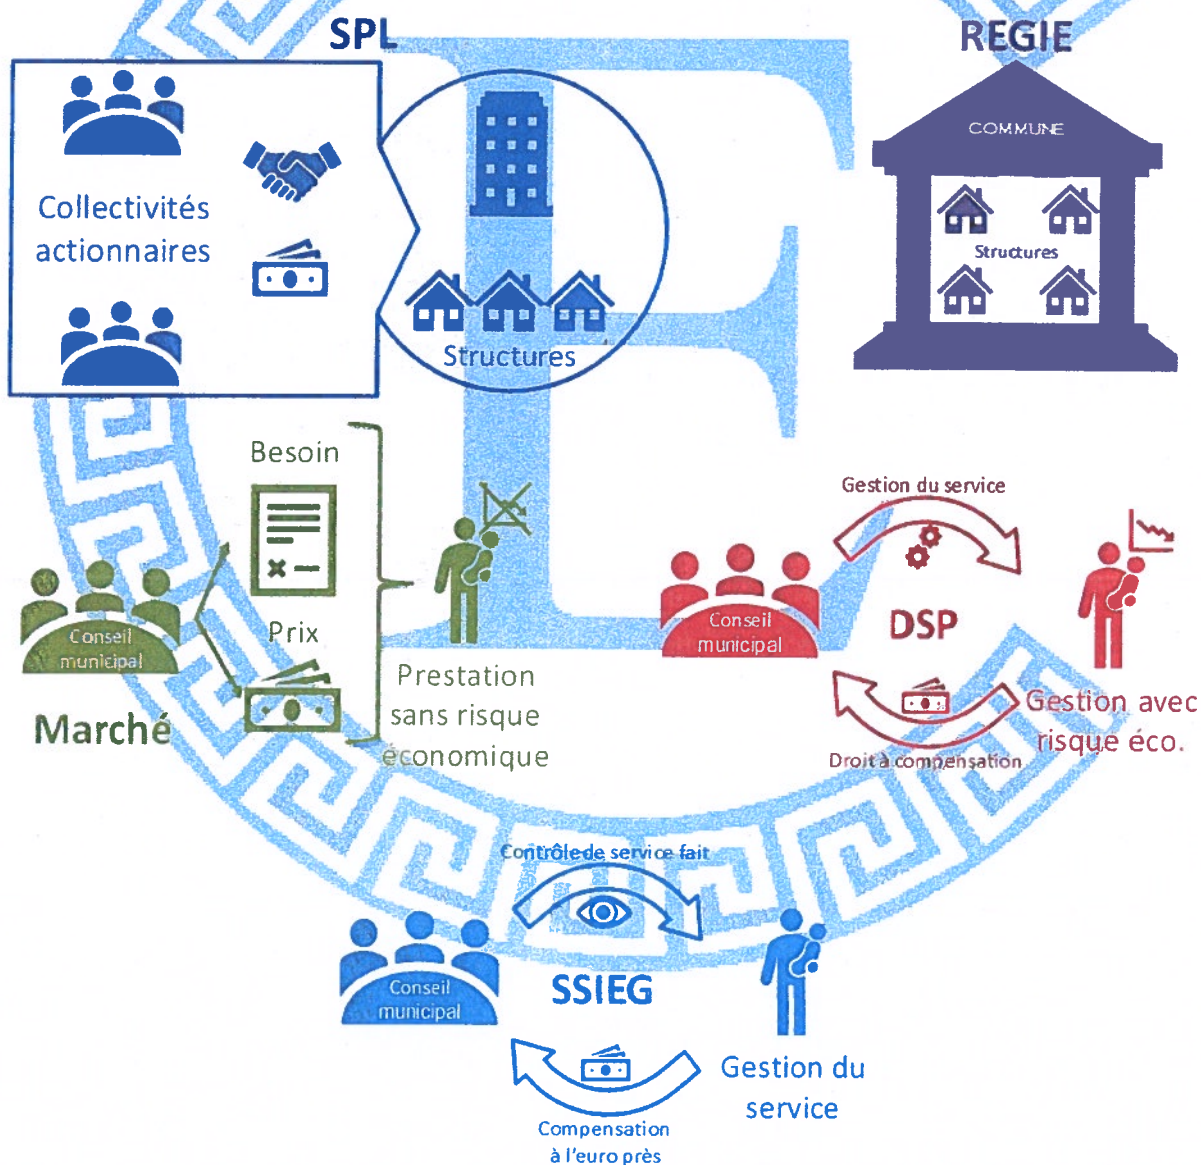 SPL
Collectivités
actionnaires
Structures
REGIE
COMMUNE
Structures
Besoin
Prix
Conseil
municipal
Marché
Prestation
sans risque
économique
Gestion du service
Conseil
municipal
DSP
Gestion avec
risque éco.
Droit à compensation
Contrôle de service fait
Conseil
municipal
SSIEG
Gestion du
service
Compensation
à l'euro près